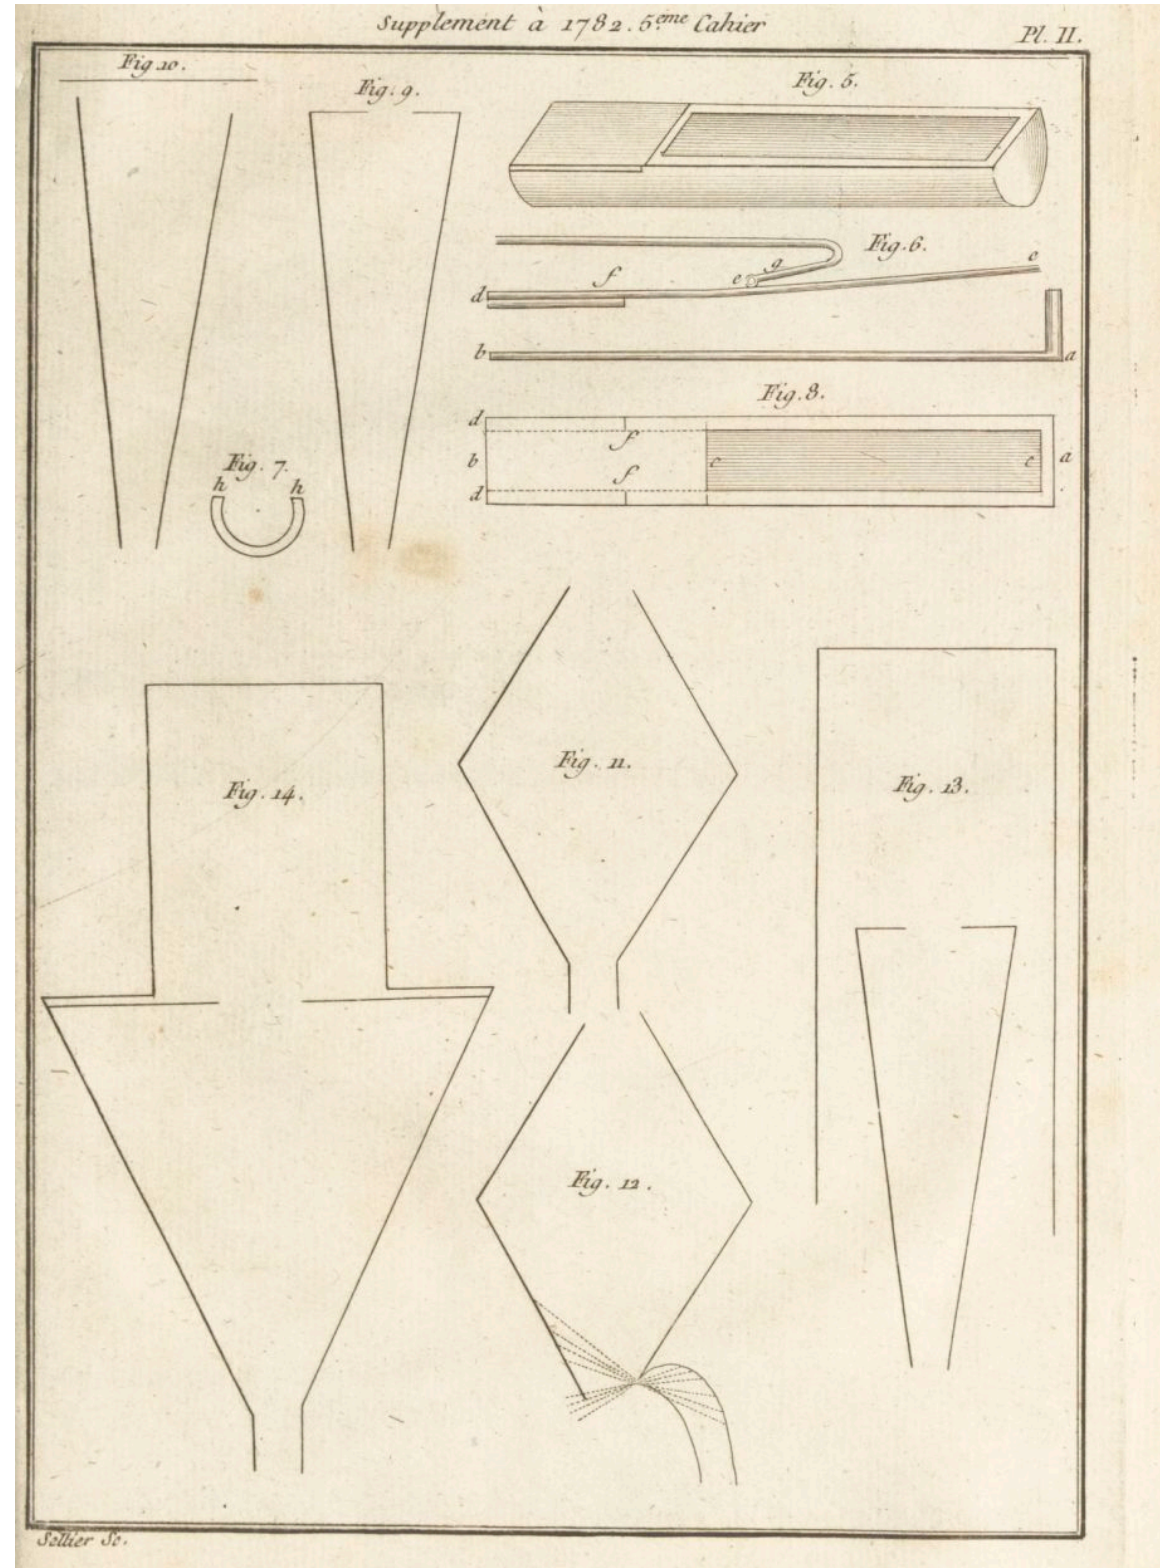 Supplement à 1782. 5.eme Cahier
Pl. II.
Fig 10.
Fig. 9.
Fig. 5.
Fig. 6.
g
e
e
f
d
b
a
Fig. 8.
d
f
b
c
c
a
f
d
Fig. 7.
h h
Fig. 11.
Fig. 13.
Fig. 14.
Fig. 12.
Sellier Sc.